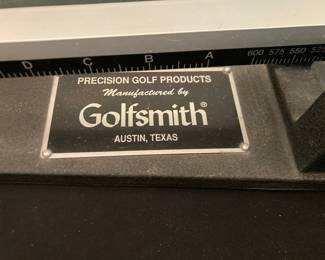 D C B A 600 575 550 525
PRECISION GOLF PRODUCTS
Manufactured by
Golfsmith®
AUSTIN, TEXAS